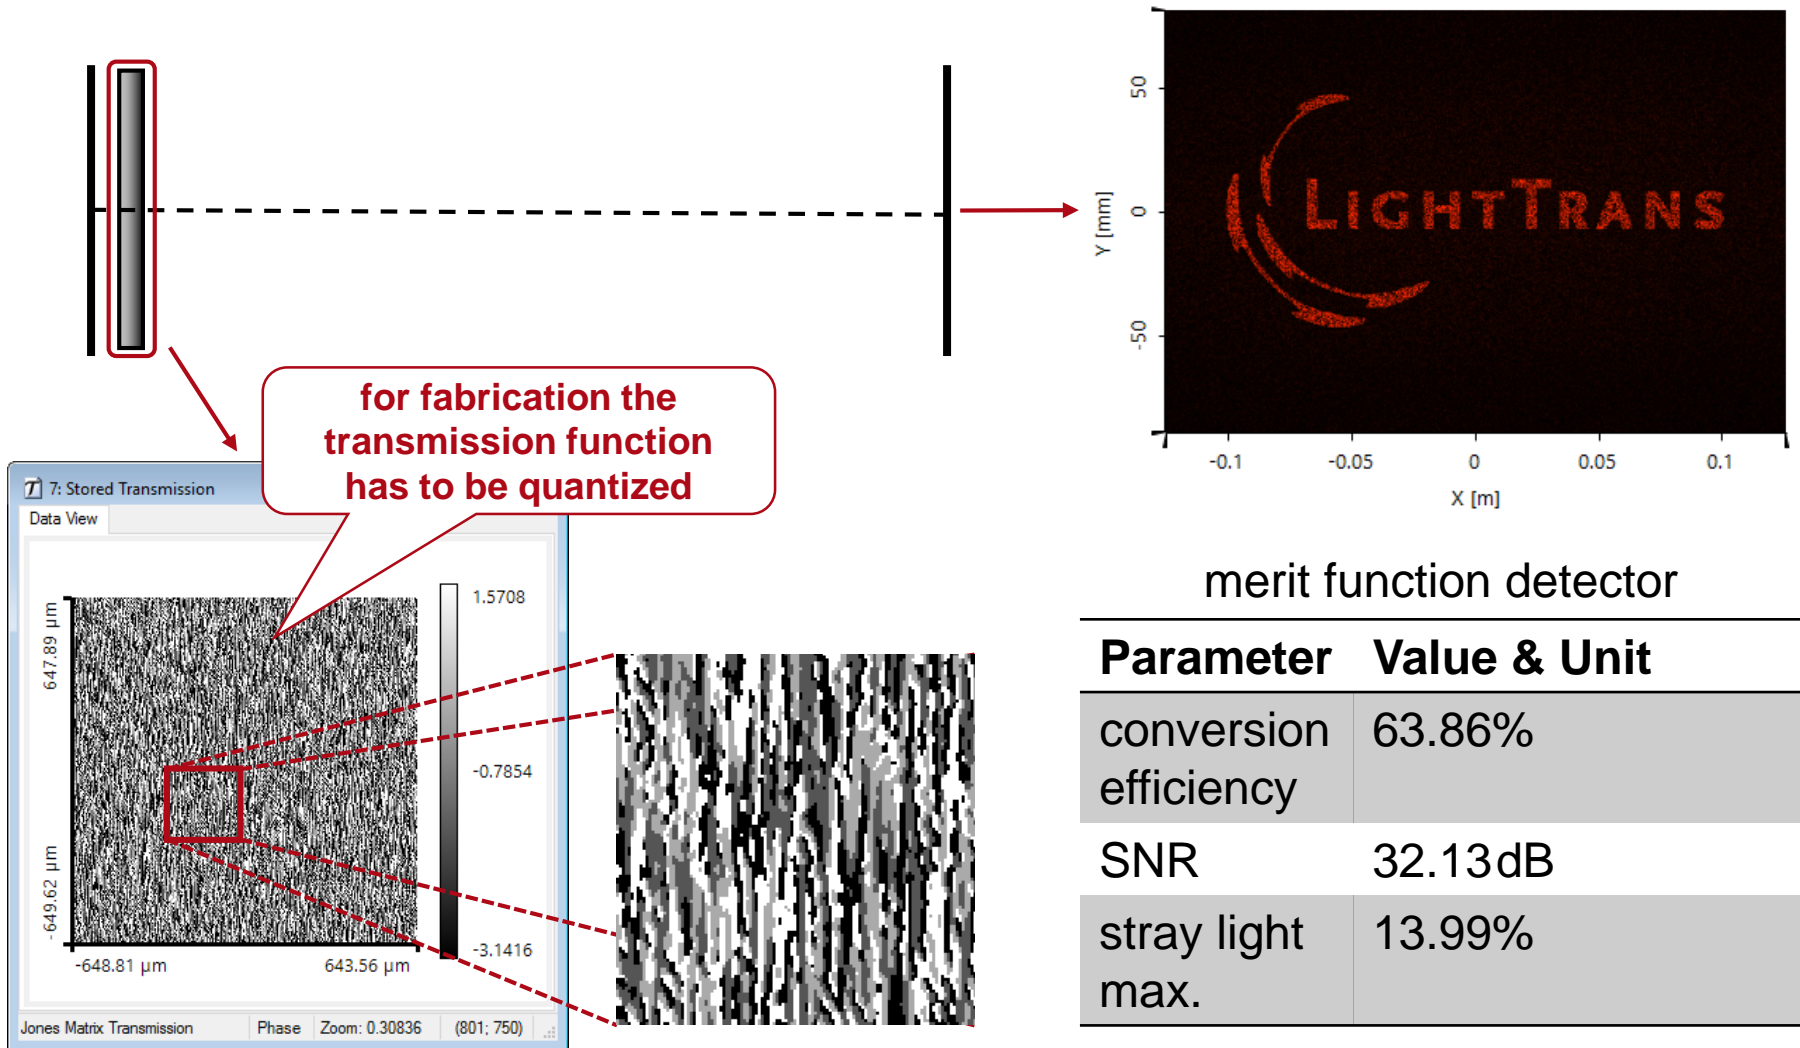 50
0
-50
Y [mm]
LIGHTTRANS
-0.1
-0.05
0
0.05
0.1
X [m]
for fabrication the
transmission function
has to be quantized
7: Stored Transmission
Data View
647.89 µm
-649.62 µm
-648.81 µm
643.56 µm
1.5708
-0.7854
-3.1416
Jones Matrix Transmission
Phase
Zoom: 0.30836
(801; 750)
merit function detector
Parameter Value & Unit
conversion efficiency 63.86%
SNR 32.13 dB
stray light max. 13.99%